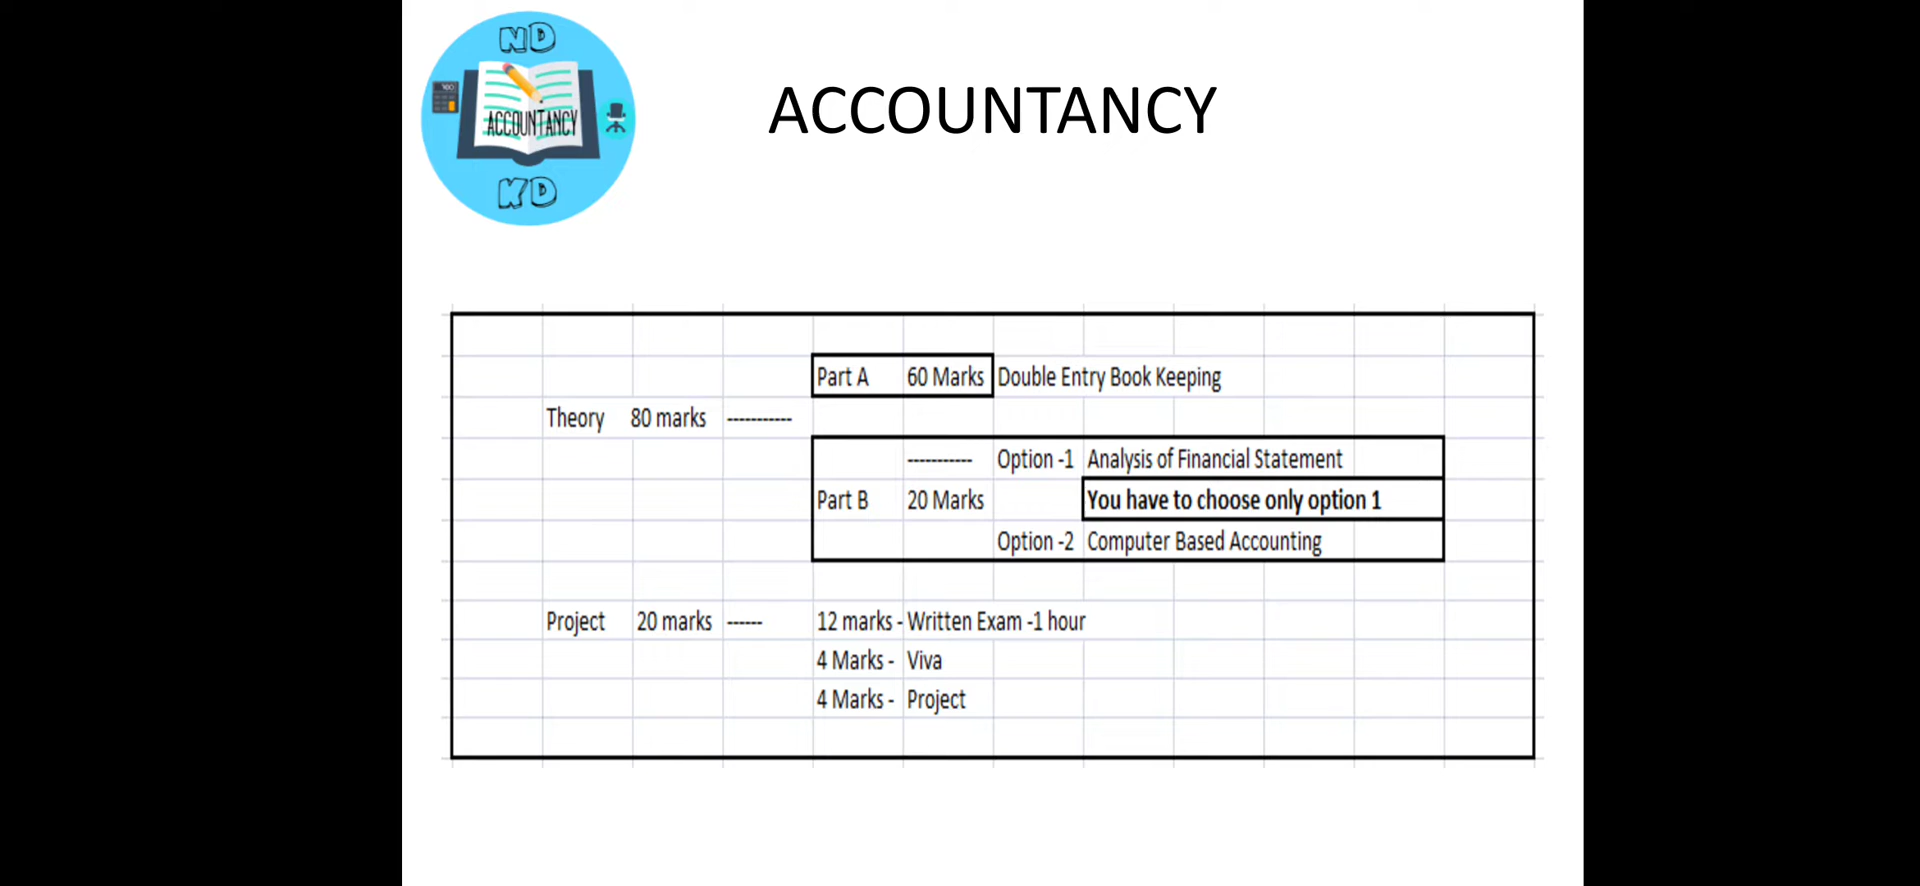 ND
ACCOUNTANCY
KD
ACCOUNTANCY
Part A 60 Marks Double Entry Book Keeping
Theory 80 marks -----------
----------- Option -1 Analysis of Financial Statement
Part B 20 Marks You have to choose only option 1
Option -2 Computer Based Accounting
Project 20 marks ------ 12 marks - Written Exam -1 hour
4 Marks - Viva
4 Marks - Project